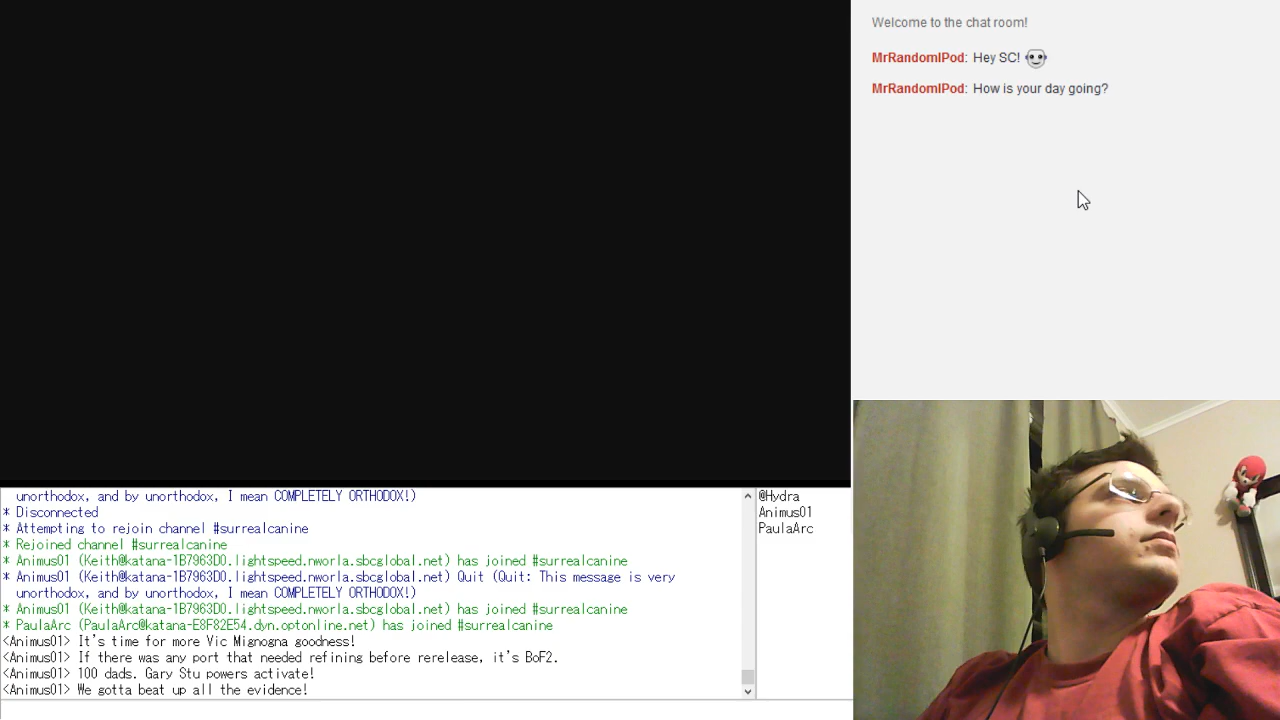 Welcome to the chat room!
MrRandomIPod: Hey SC!
MrRandomIPod: How is your day going?
unorthodox, and by unorthodox, I mean COMPLETELY ORTHODOX!)
* Disconnected
* Attempting to rejoin channel #surrealcanine
* Rejoined channel #surrealcanine
* Animus01 (Keith@katana-1B7963D0.lightspeed.nworla.sbcglobal.net) has joined #surrealcanine
* Animus01 (Keith@katana-1B7963D0.lightspeed.nworla.sbcglobal.net) Quit (Quit: This message is very
unorthodox, and by unorthodox, I mean COMPLETELY ORTHODOX!)
* Animus01 (Keith@katana-1B7963D0.lightspeed.nworla.sbcglobal.net) has joined #surrealcanine
* PaulaArc (PaulaArc@katana-E8F82E54.dyn.optonline.net) has joined #surrealcanine
<Animus01> It's time for more Vic Mignogna goodness!
<Animus01> If there was any port that needed refining before rerelease, it's BoF2.
<Animus01> 100 dads. Gary Stu powers activate!
<Animus01> We gotta beat up all the evidence!
@Hydra
Animus01
PaulaArc